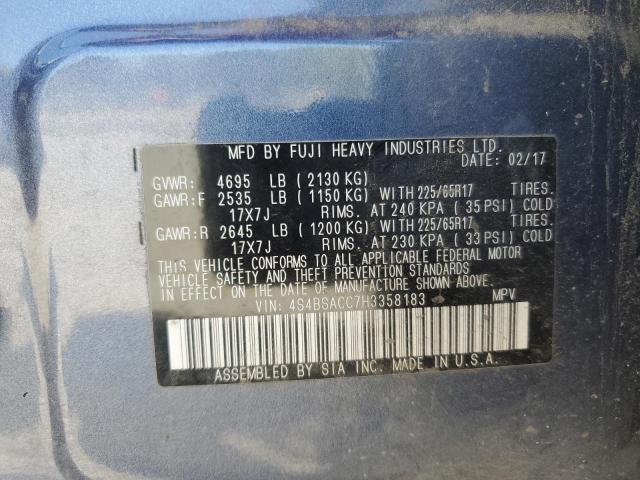 MFD BY FUJI HEAVY INDUSTRIES LTD.
DATE: 02/17
GVWR: 4695 LB (2130 KG)
GAWR:F 2535 LB (1150 KG) WITH 225/65R17 TIRES.
17X7J RIMS. AT 240 KPA (35 PSI) COLD
GAWR:R 2645 LB (1200 KG) WITH 225/65R17 TIRES.
17X7J RIMS. AT 230 KPA (33 PSI) COLD
THIS VEHICLE CONFORMS TO ALL APPLICABLE FEDERAL MOTOR
VEHICLE SAFETY AND THEFT PREVENTION STANDARDS
IN EFFECT ON THE DATE OF MANUFACTURE SHOWN ABOVE.
VIN: 4S4BSACC7H3358183 MPV
ASSEMBLED BY SIA INC. MADE IN U.S.A.